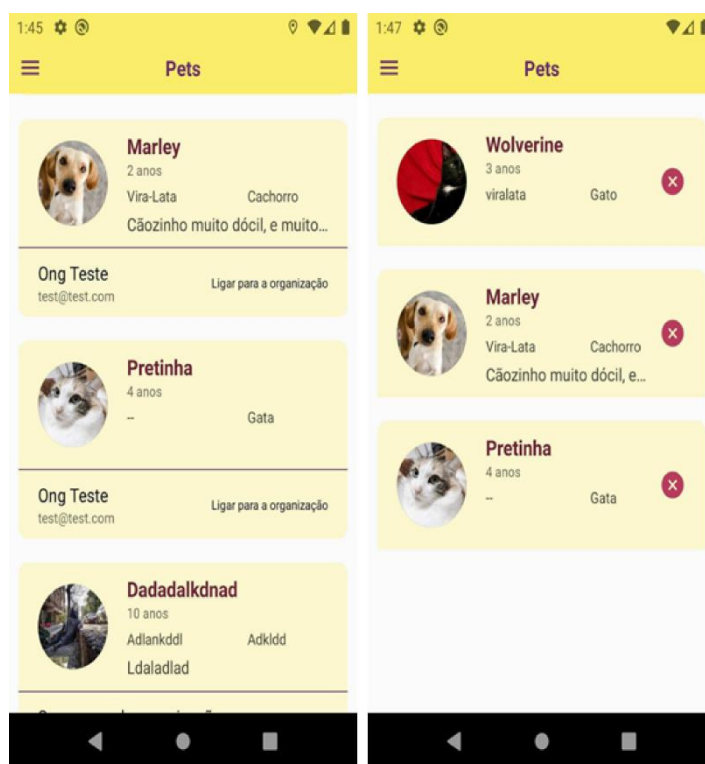 1:45
Pets
Marley
2 anos
Vira-Lata Cachorro
Cãozinho muito dócil, e muito...
Ong Teste
test@test.com
Ligar para a organização
Pretinha
4 anos
-- Gata
Ong Teste
test@test.com
Ligar para a organização
Dadadalkdnad
10 anos
Adlankddl Adkldd
Ldaladlad
1:47
Pets
Wolverine
3 anos
viralata Gato
Marley
2 anos
Vira-Lata Cachorro
Cãozinho muito dócil, e...
Pretinha
4 anos
-- Gata